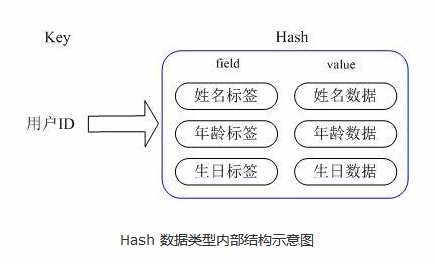 Key Hash
field value
姓名标签 姓名数据
用户ID 年龄标签 年龄数据
生日标签 生日数据
Hash 数据类型内部结构示意图